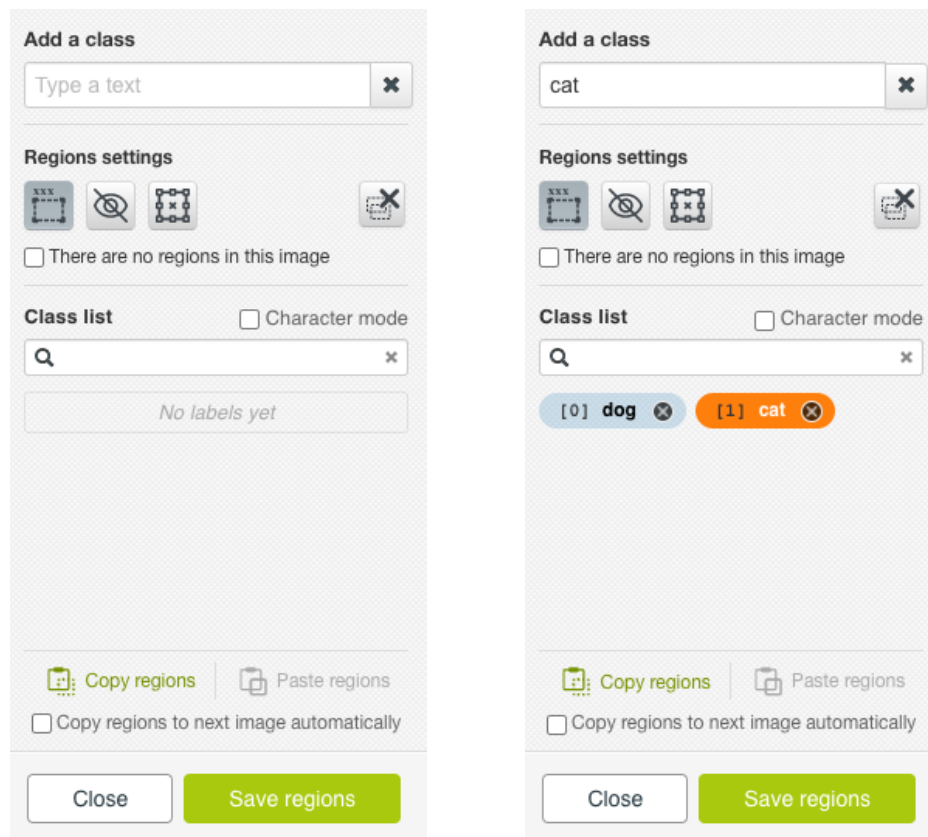 Add a class
Type a text
Regions settings
xxx
There are no regions in this image
Class list
Character mode
No labels yet
Copy regions
Paste regions
Copy regions to next image automatically
Close
Save regions
Add a class
cat
Regions settings
xxx
There are no regions in this image
Class list
Character mode
[0] dog [1] cat
Copy regions
Paste regions
Copy regions to next image automatically
Close
Save regions